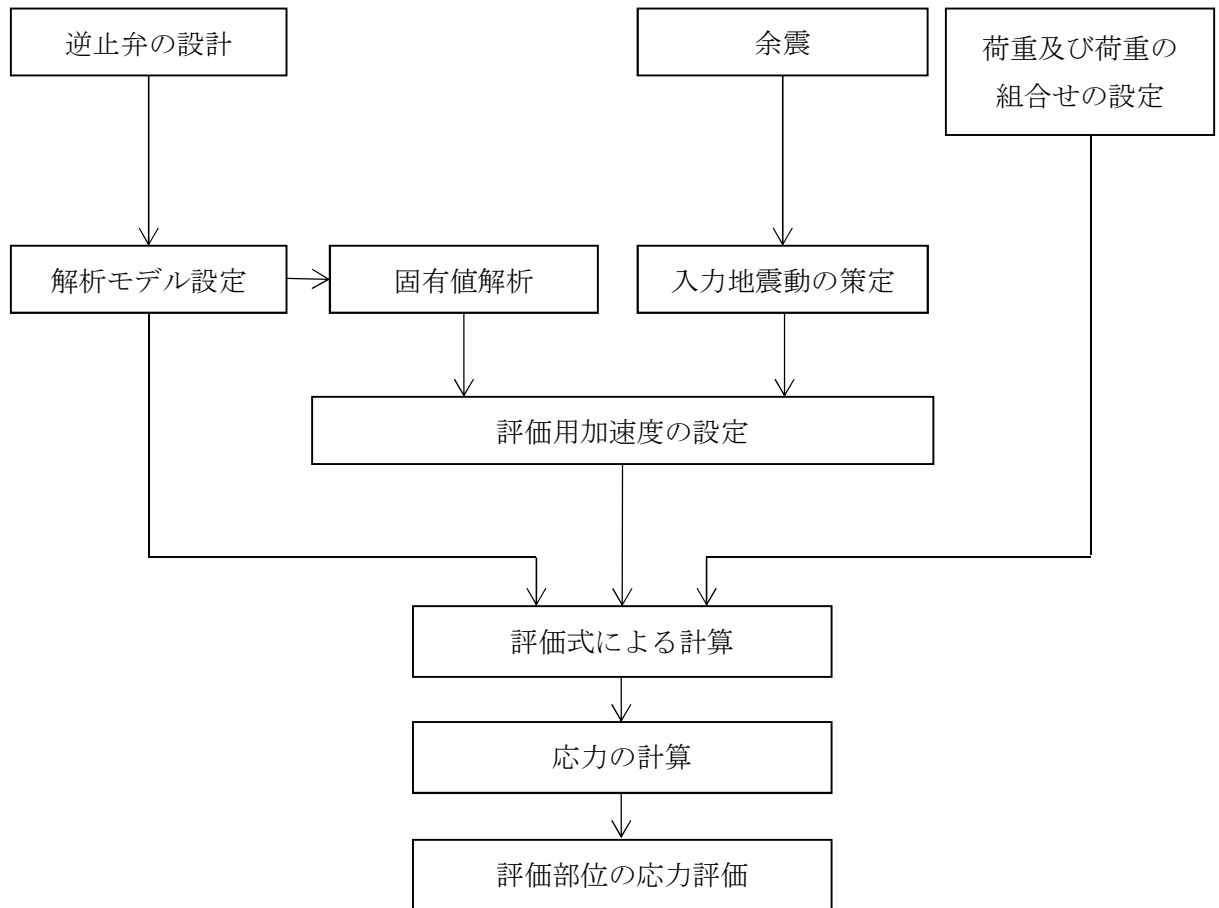 逆止弁の設計
余震
荷重及び荷重の
組合せの設定
解析モデル設定
固有値解析
入力地震動の策定
評価用加速度の設定
評価式による計算
応力の計算
評価部位の応力評価